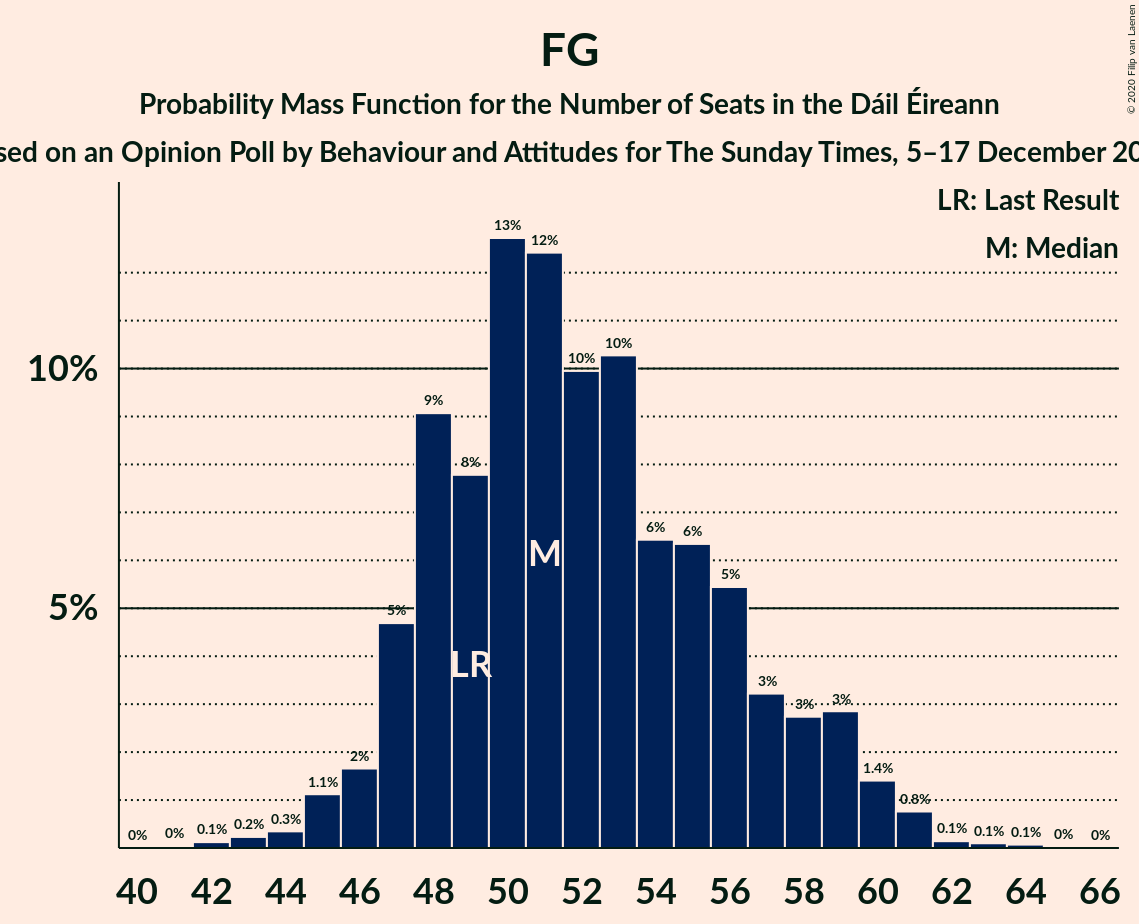 FG
Probability Mass Function for the Number of Seats in the Dáil Éireann
on an Opinion Poll by Behaviour and Attitudes for The Sunday Times, 5–17 December
© 2020 Filip van Laenen
LR: Last Result
M: Median
10%
5%
0% 0% 0.1% 0.2% 0.3% 1.1% 2% 5% 9% 8% 13% 12% 10% 10% 6% 6% 5% 3% 3% 3% 1.4% 0.8% 0.1% 0.1% 0.1% 0% 0%
M
LR
40 42 44 46 48 50 52 54 56 58 60 62 64 66